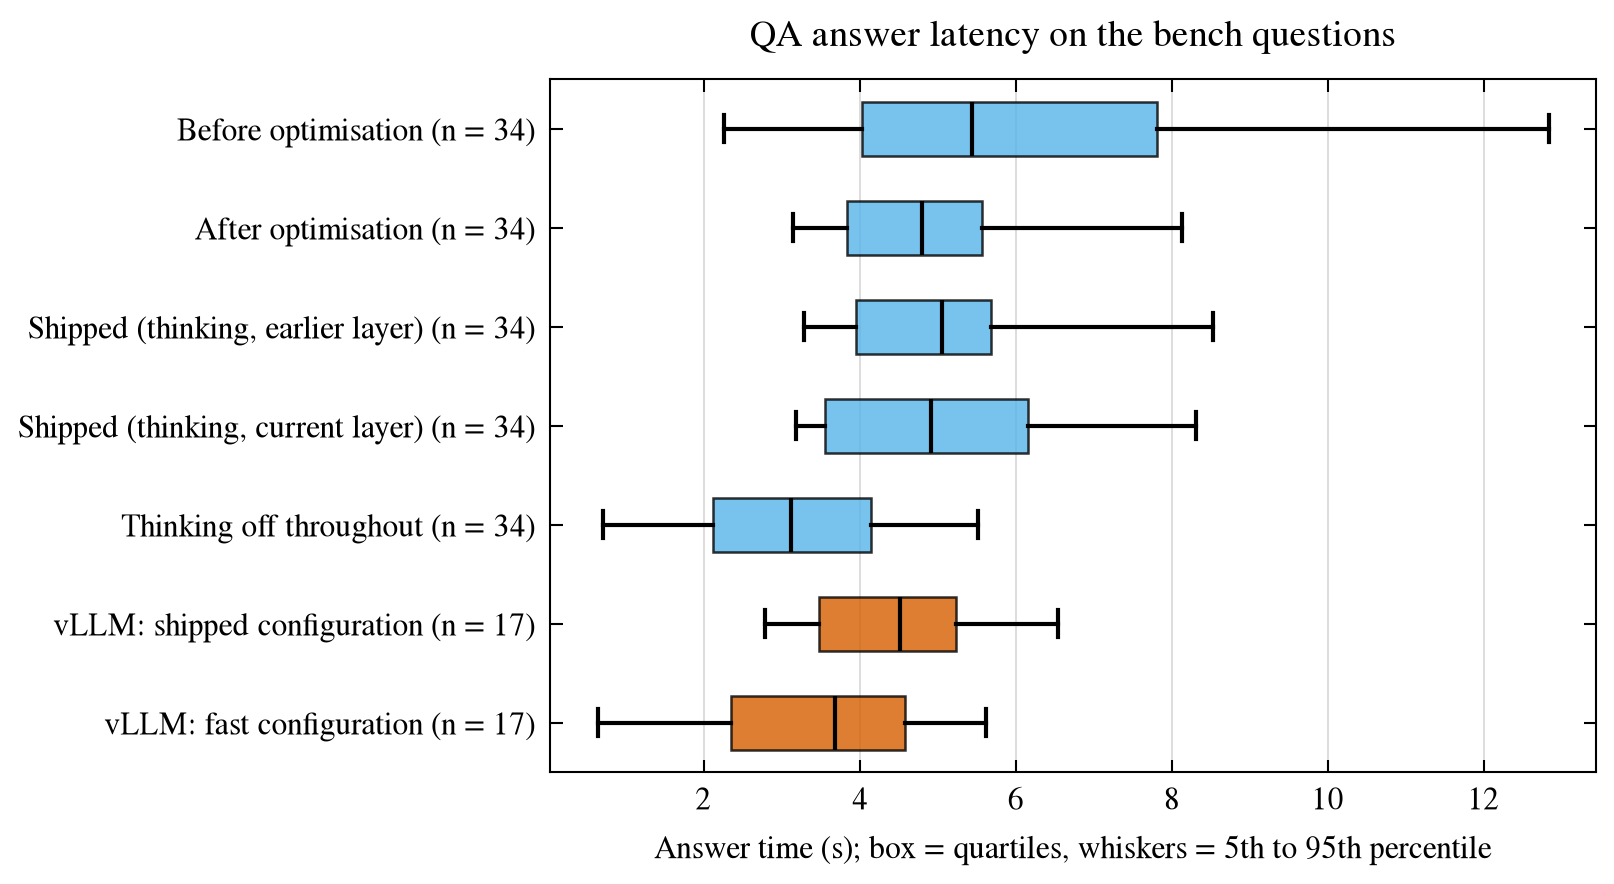 QA answer latency on the bench questions
Before optimisation (n = 34)
After optimisation (n = 34)
Shipped (thinking, earlier layer) (n = 34)
Shipped (thinking, current layer) (n = 34)
Thinking off throughout (n = 34)
vLLM: shipped configuration (n = 17)
vLLM: fast configuration (n = 17)
2 4 6 8 10 12
Answer time (s); box = quartiles, whiskers = 5th to 95th percentile